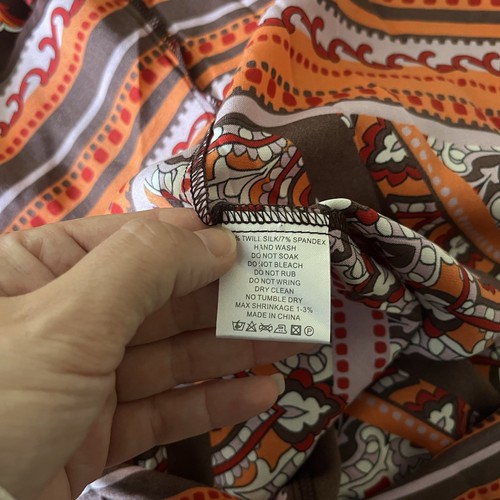 % TWILL SILK/7% SPANDEX
HAND WASH
DO NOT SOAK
DO NOT BLEACH
DO NOT RUB
DO NOT WRING
DRY CLEAN
NO TUMBLE DRY
MAX SHRINKAGE 1-3%
MADE IN CHINA
P